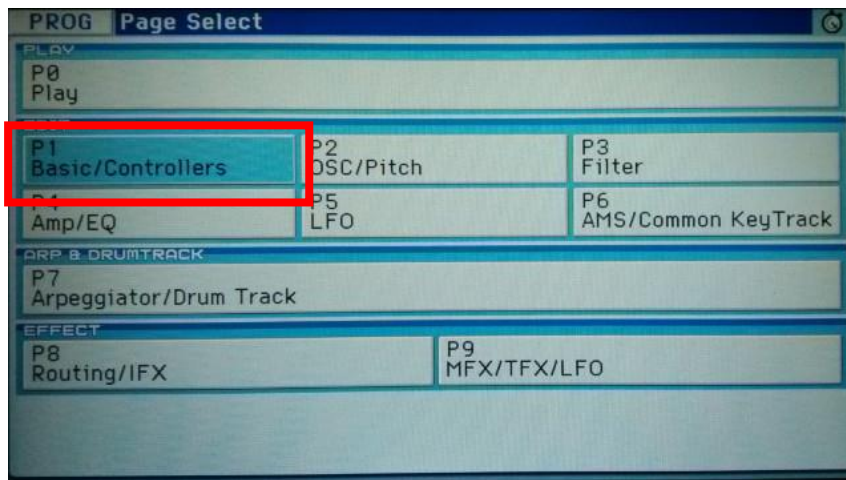 PROG Page Select
PLAY
P0
Play
P1
Basic/Controllers
P2
OSC/Pitch
P3
Filter
Amp/EQ
P5
LFO
P6
AMS/Common KeyTrack
ARP & DRUMTRACK
P7
Arpeggiator/Drum Track
EFFECT
P8
Routing/IFX
P9
MFX/TFX/LFO